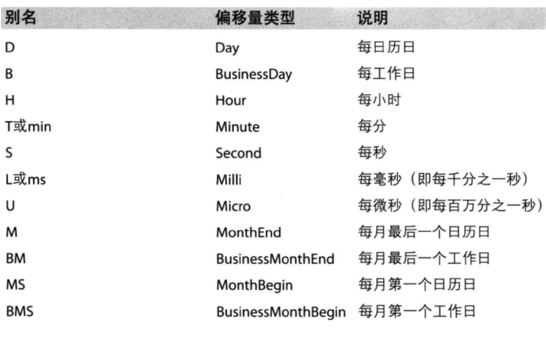 别名 偏移量类型 说明
D Day 每日历日
B BusinessDay 每工作日
H Hour 每小时
T或min Minute 每分
S Second 每秒
L或ms Milli 每毫秒（即每千分之一秒）
U Micro 每微秒（即每百万分之一秒）
M MonthEnd 每月最后一个日历日
BM BusinessMonthEnd 每月最后一个工作日
MS MonthBegin 每月第一个日历日
BMS BusinessMonthBegin 每月第一个工作日